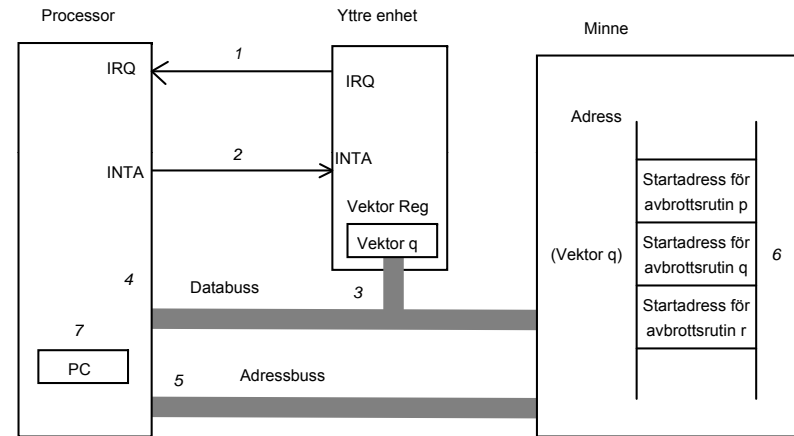 Processor
Yttre enhet
Minne
1
IRQ
IRQ
Adress
2
INTA
INTA
Startadress för
avbrottsrutin p
Vektor Reg
Vektor q
(Vektor q)
Startadress för
avbrottsrutin q
6
4
Databuss
3
Startadress för
avbrottsrutin r
7
PC
5
Adressbuss